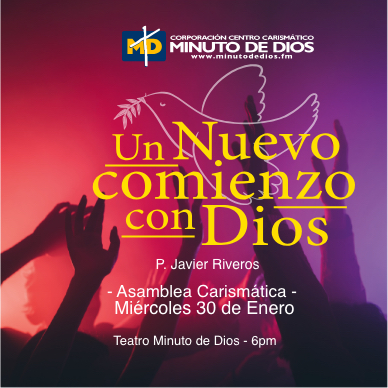 MD
CORPORACIÓN CENTRO CARISMÁTICO
MINUTO DE DIOS
www.minutodedios.fm
Un Nuevo
comienzo
con Dios
P. Javier Riveros
- Asamblea Carismática -
Miércoles 30 de Enero
Teatro Minuto de Dios - 6pm